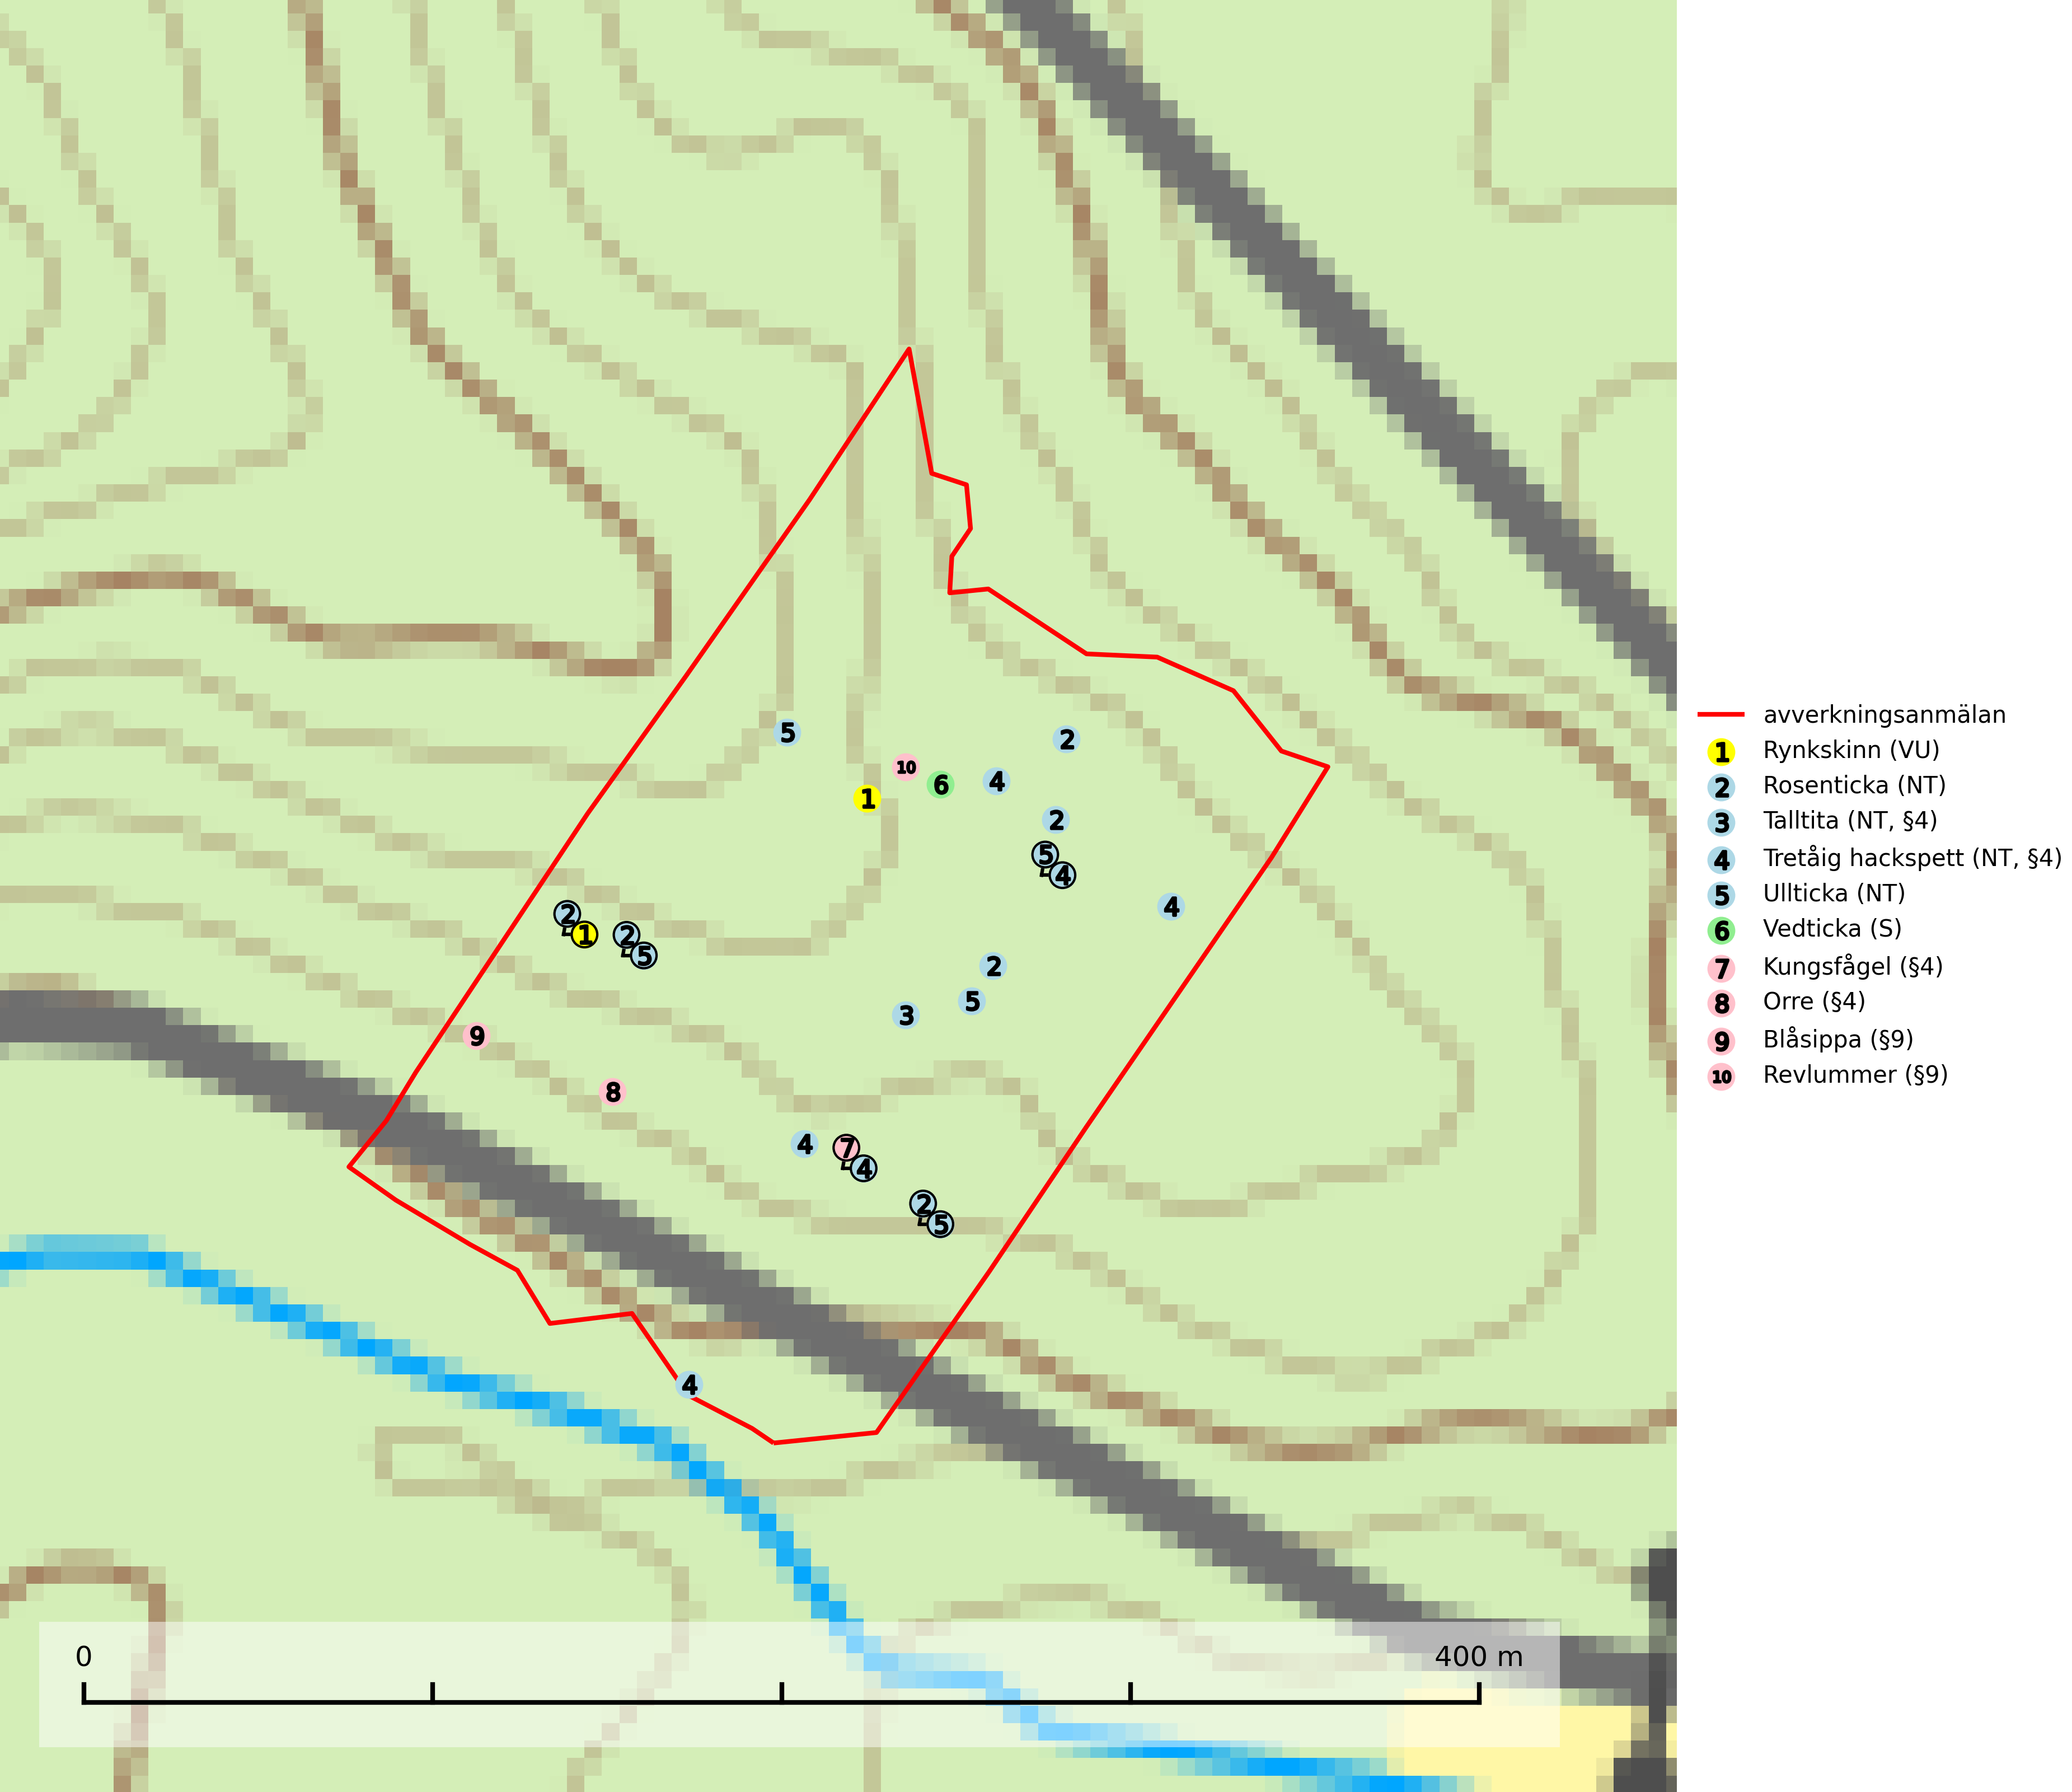 5
2
10
6
4
1
2
5
4
4
2
1
2
5
2
5
3
9
8
4
7
4
2
5
4
0
400 m
avverkningsanmälan
1 Rynkskinn (VU)
2 Rosenticka (NT)
3 Talltita (NT, §4)
4 Tretåig hackspett (NT, §4)
5 Ullticka (NT)
6 Vedticka (S)
7 Kungsfågel (§4)
8 Orre (§4)
9 Blåsippa (§9)
10 Revlummer (§9)